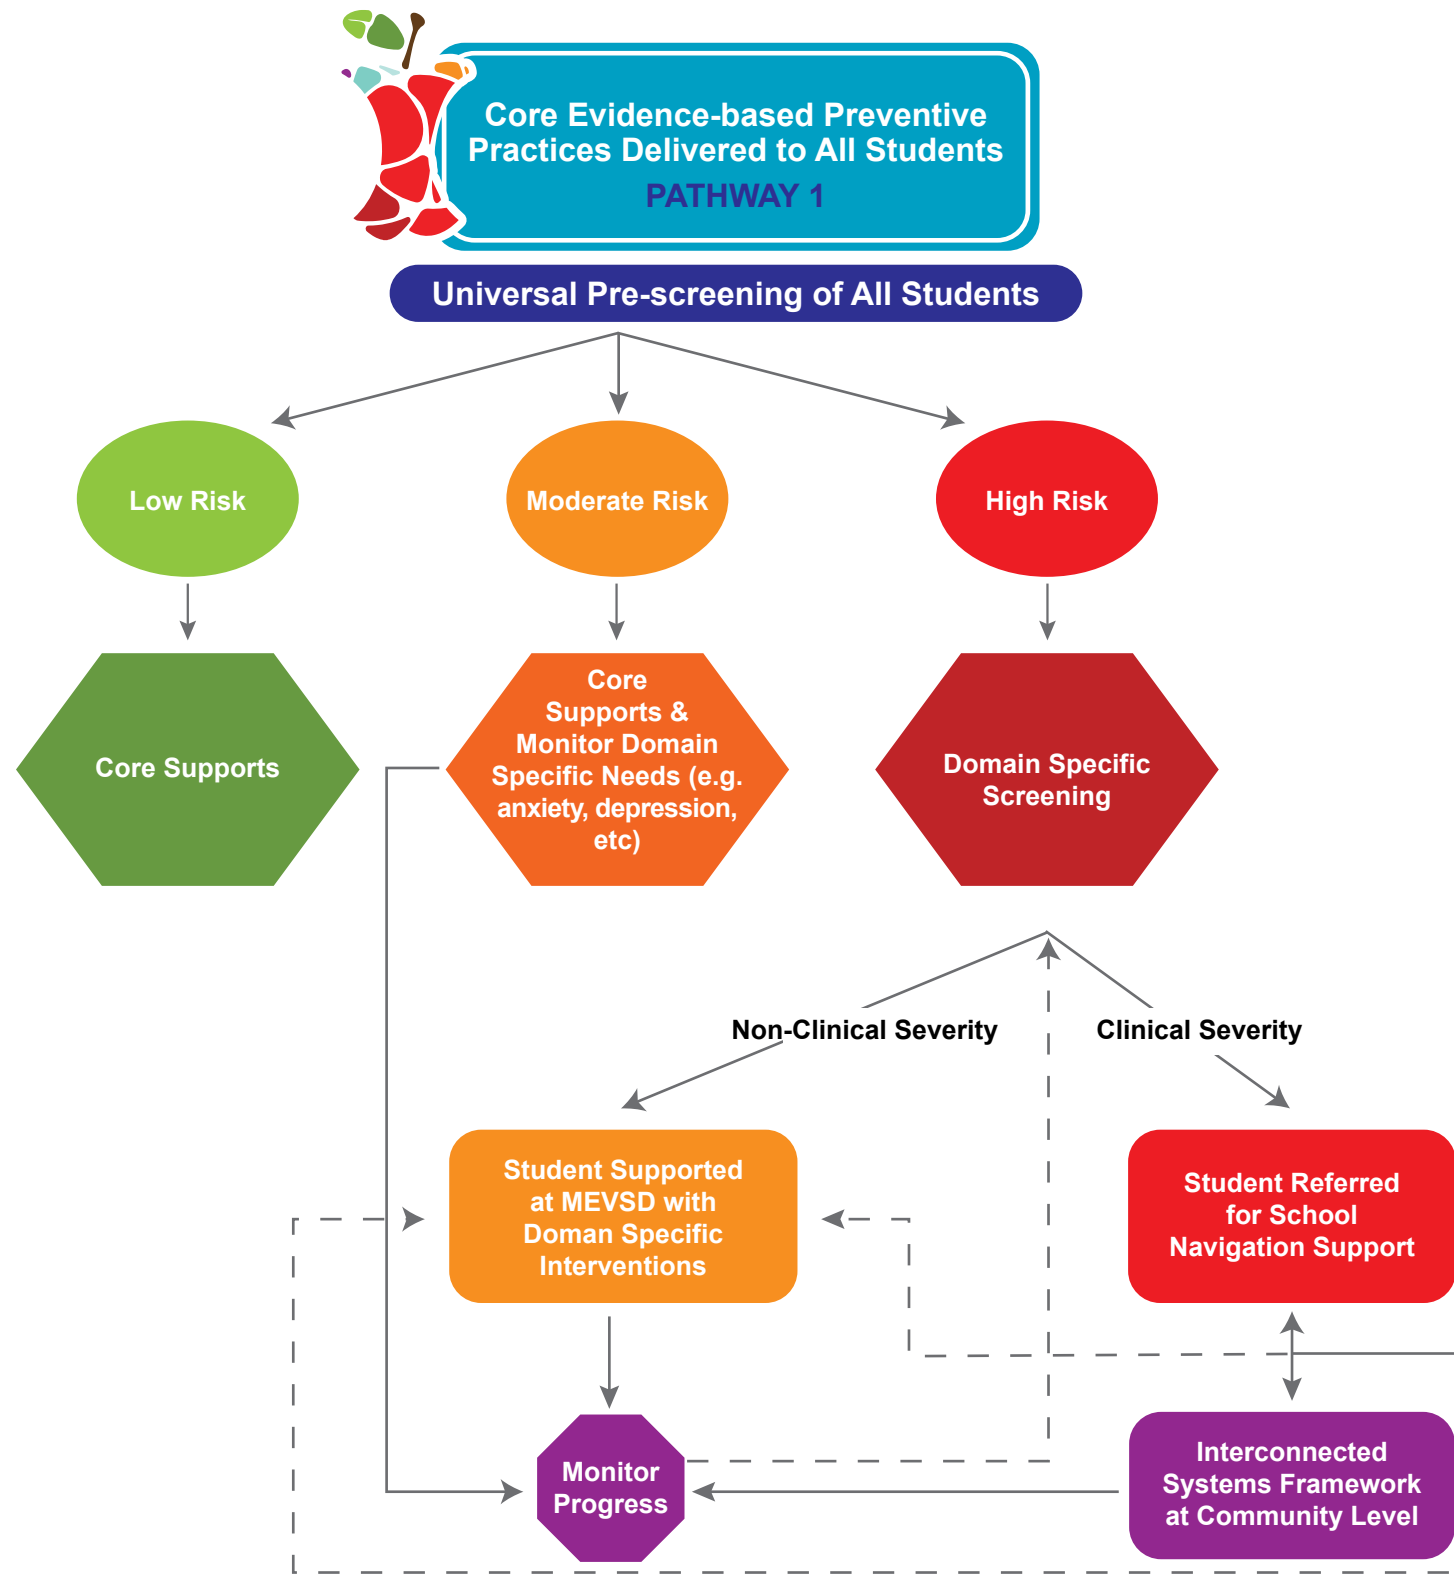 Core Evidence-based Preventive
Practices Delivered to All Students
PATHWAY 1
Universal Pre-screening of All Students
Low Risk
Moderate Risk
High Risk
Core Supports
Core
Supports &
Monitor Domain
Specific Needs (e.g.
anxiety, depression,
etc)
Domain Specific
Screening
Non-Clinical Severity
Clinical Severity
Student Supported
at MEVSD with
Doman Specific
Interventions
Student Referred
for School
Navigation Support
Monitor
Progress
Interconnected
Systems Framework
at Community Level